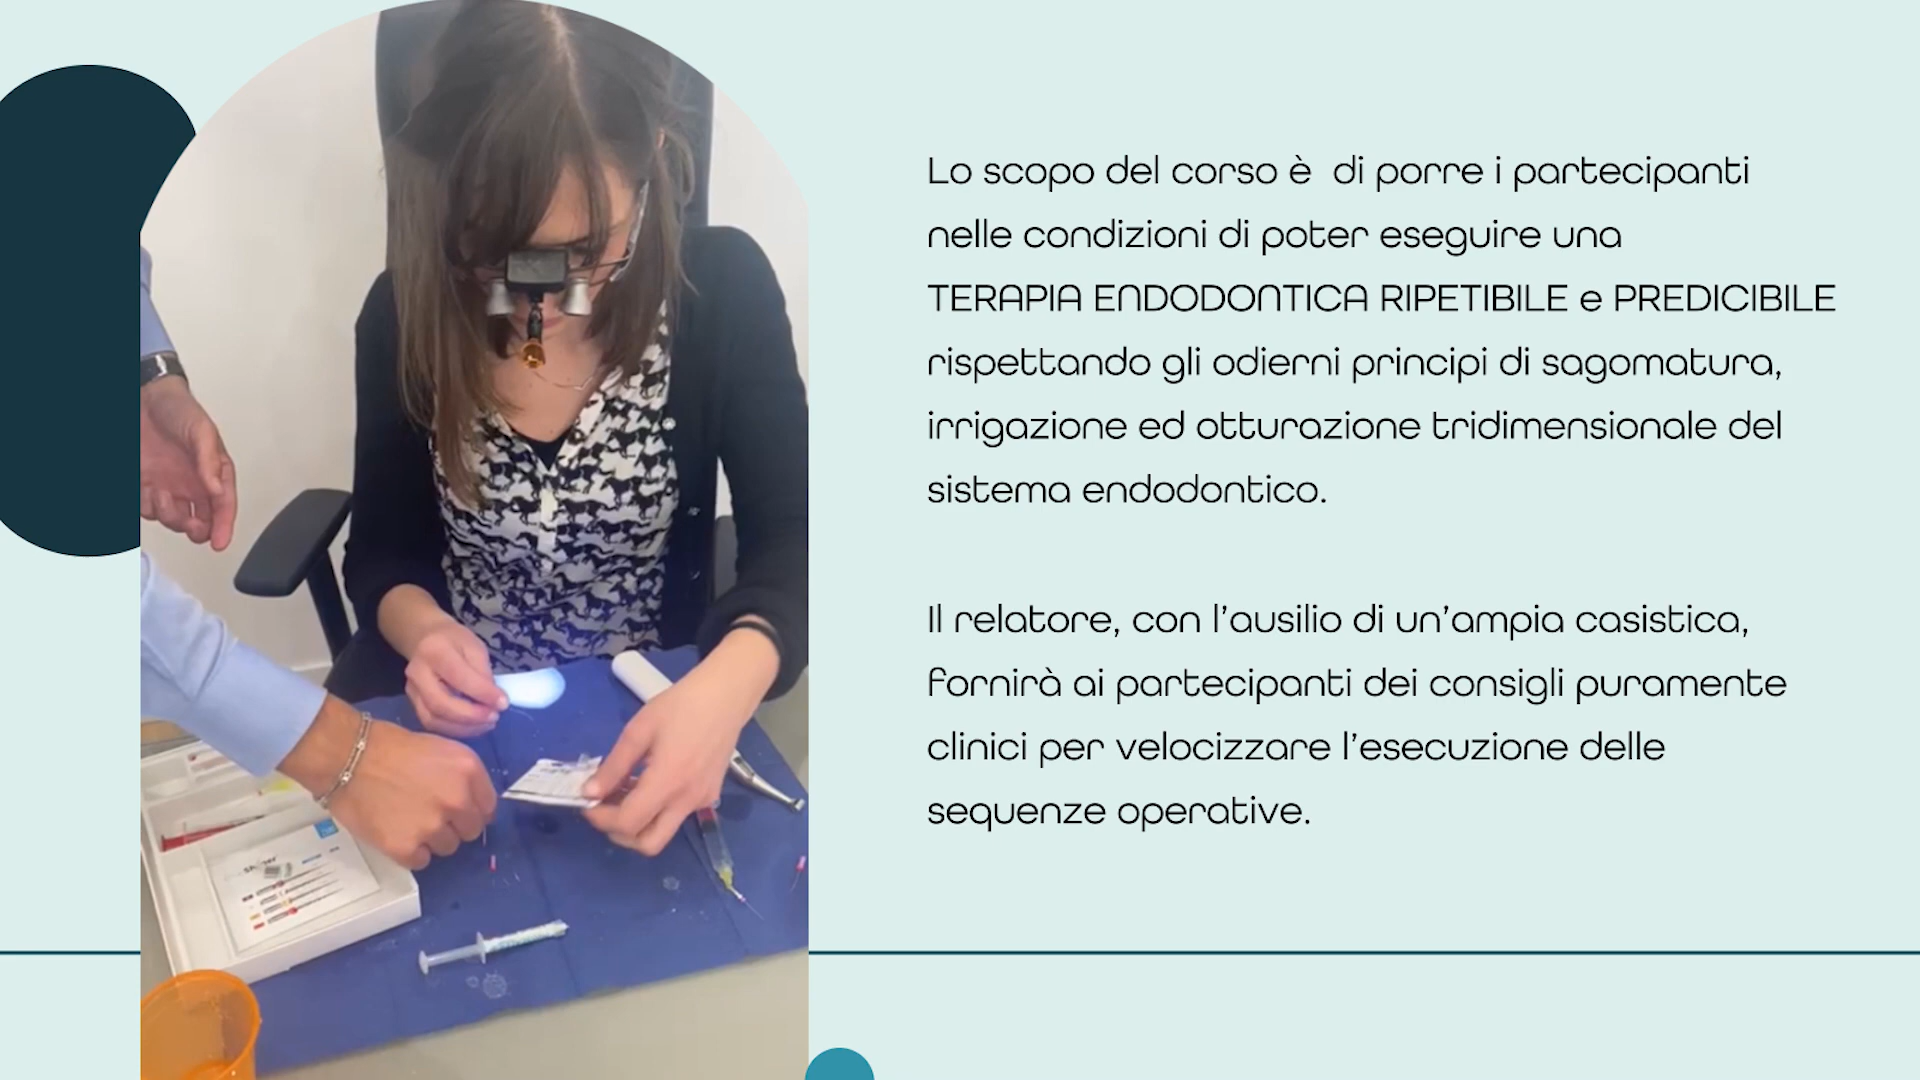 Lo scopo del corso è  di porre i partecipanti
nelle condizioni di poter eseguire una
TERAPIA ENDODONTICA RIPETIBILE e PREDICIBILE
rispettando gli odierni principi di sagomatura,
irrigazione ed otturazione tridimensionale del
sistema endodontico.
Il relatore, con l'ausilio di un'ampia casistica,
fornirà ai partecipanti dei consigli puramente
clinici per velocizzare l'esecuzione delle
sequenze operative.